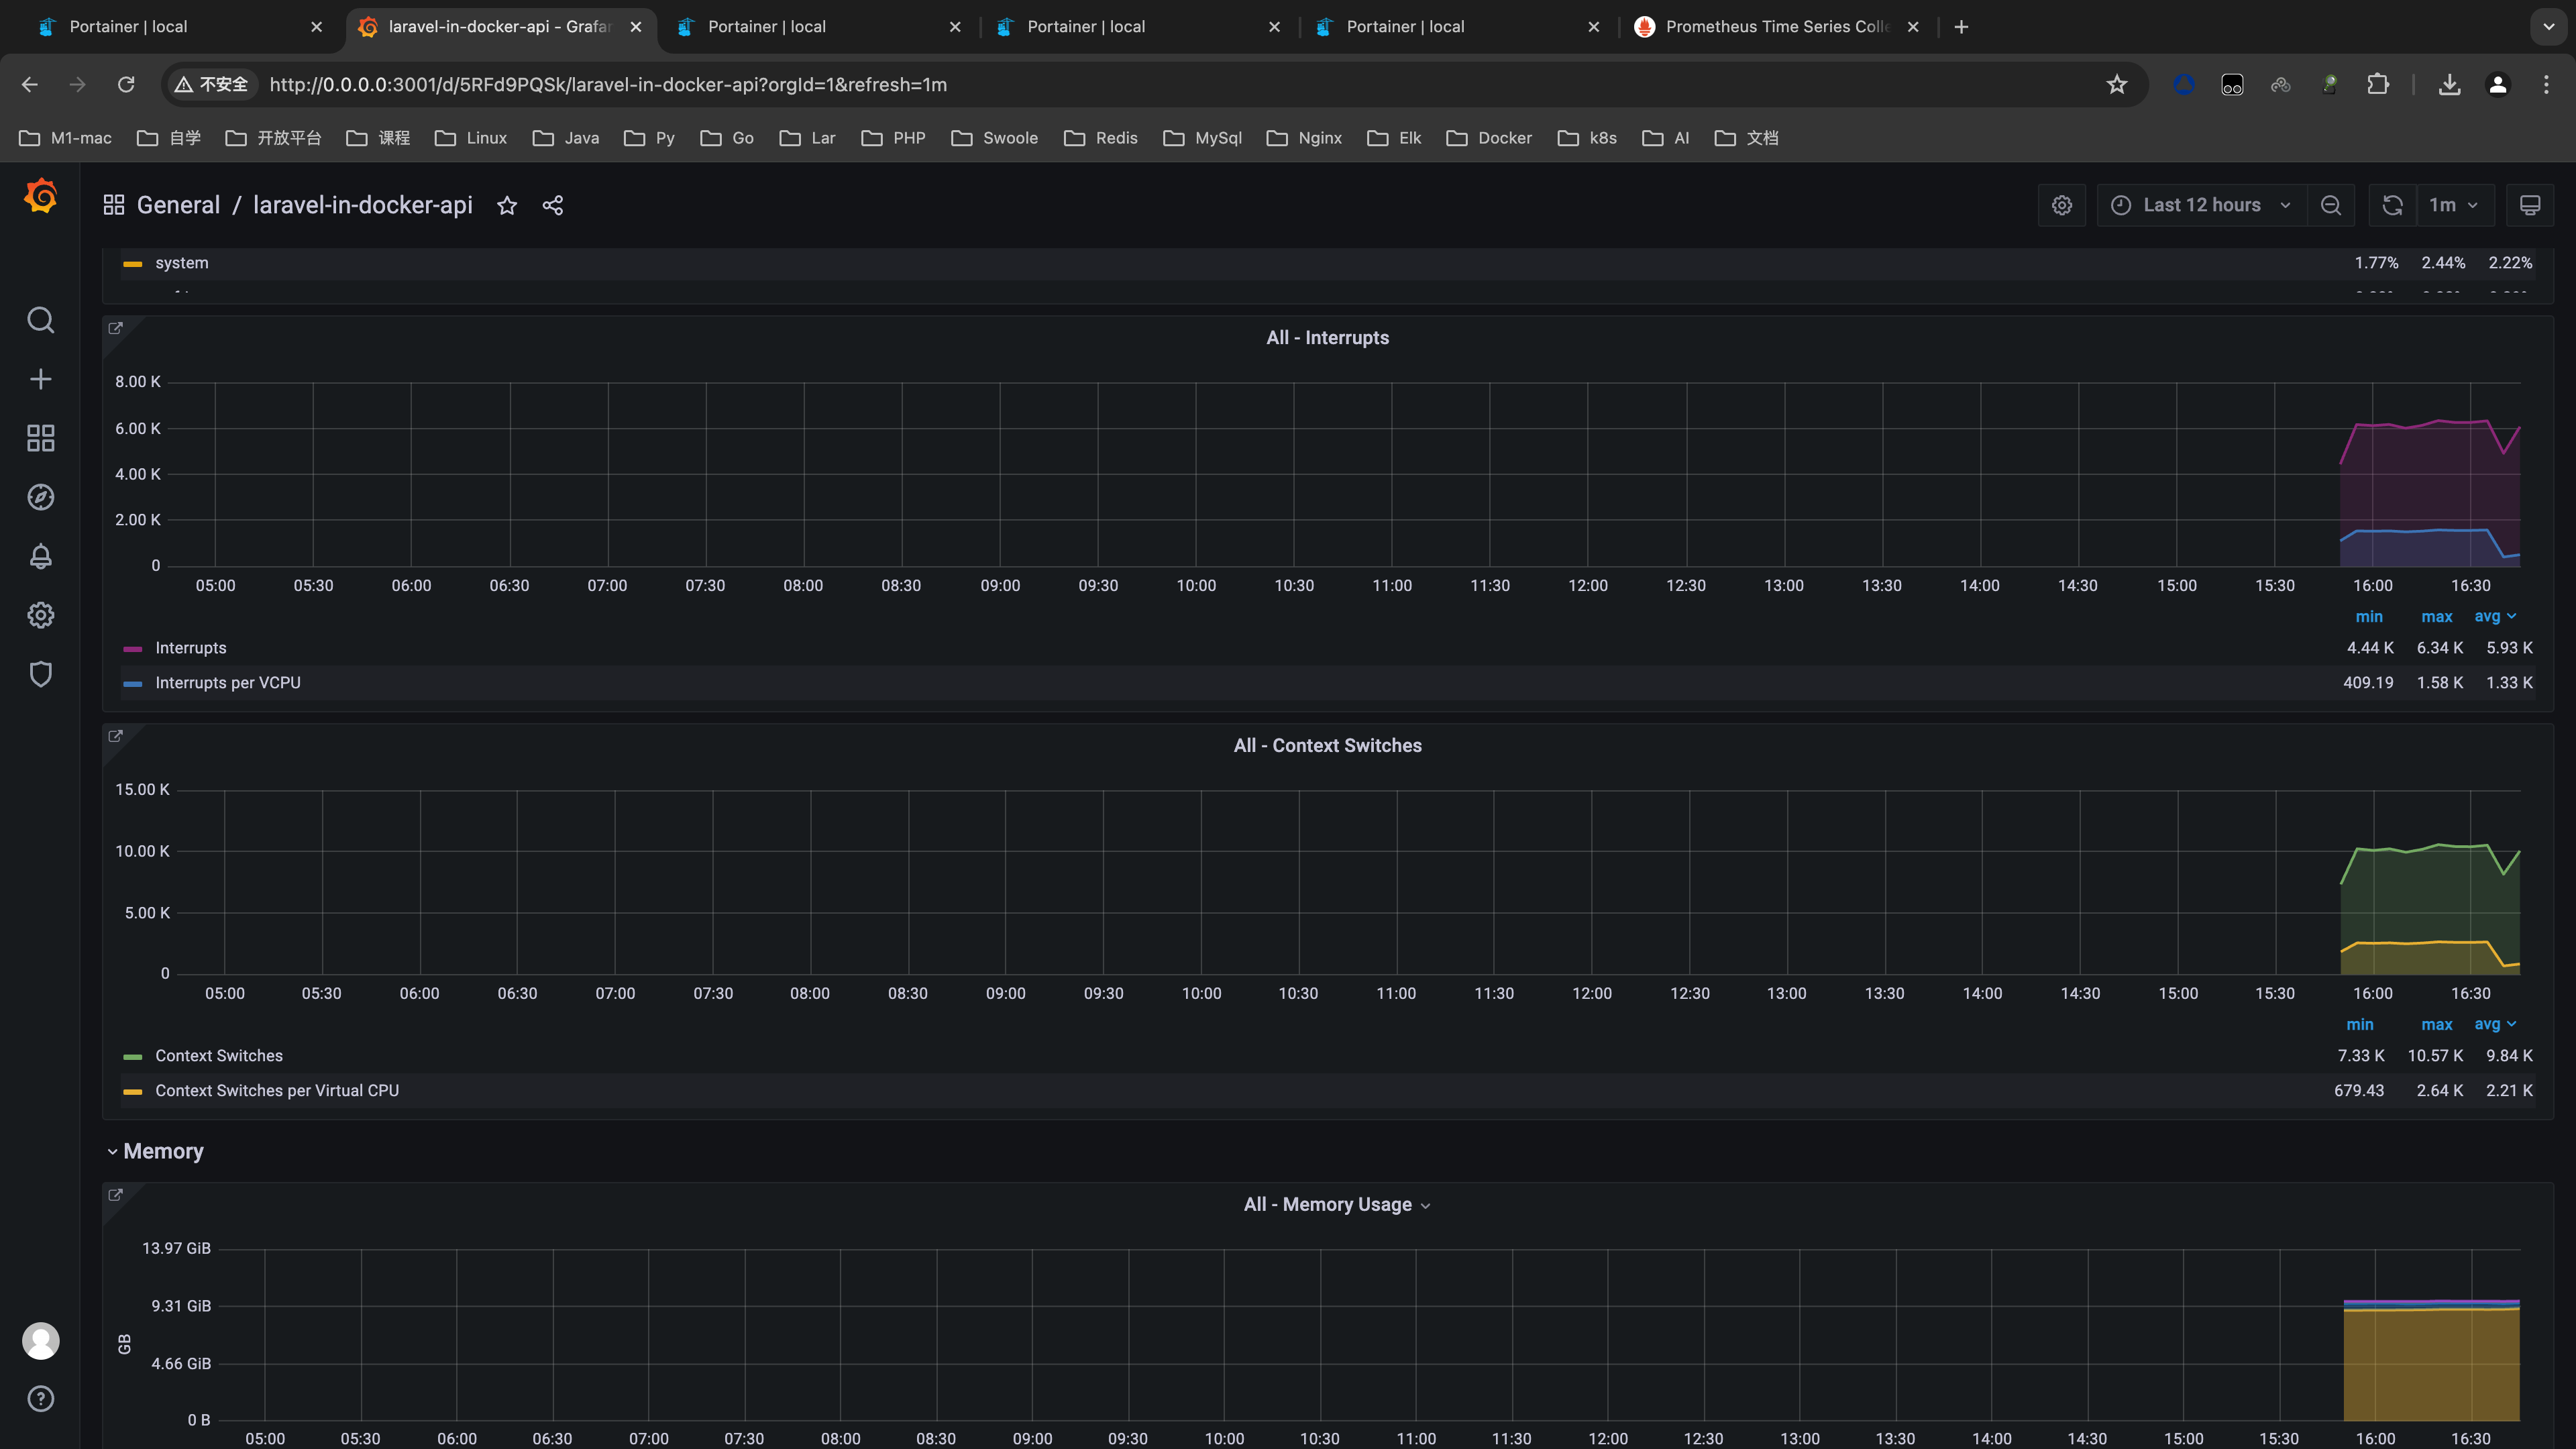 Portainer | local
laravel-in-docker-api - Grafar
Portainer | local
Portainer | local
Portainer | local
Prometheus Time Series Colle
不安全
http://0.0.0.0:3001/d/5RFd9PQSk/laravel-in-docker-api?orgId=1&refresh=1m
M1-mac 自学 开放平台 课程 Linux Java Py Go Lar PHP Swoole Redis MySql Nginx Elk Docker k8s AI 文档
General / laravel-in-docker-api
Last 12 hours
1m
system 1.77% 2.44% 2.22%
All - Interrupts
8.00 K
6.00 K
4.00 K
2.00 K
0
05:00 05:30 06:00 06:30 07:00 07:30 08:00 08:30 09:00 09:30 10:00 10:30 11:00 11:30 12:00 12:30 13:00 13:30 14:00 14:30 15:00 15:30 16:00 16:30
min max avg
Interrupts 4.44 K 6.34 K 5.93 K
Interrupts per VCPU 409.19 1.58 K 1.33 K
All - Context Switches
15.00 K
10.00 K
5.00 K
0
05:00 05:30 06:00 06:30 07:00 07:30 08:00 08:30 09:00 09:30 10:00 10:30 11:00 11:30 12:00 12:30 13:00 13:30 14:00 14:30 15:00 15:30 16:00 16:30
min max avg
Context Switches 7.33 K 10.57 K 9.84 K
Context Switches per Virtual CPU 679.43 2.64 K 2.21 K
Memory
All - Memory Usage
13.97 GiB
9.31 GiB
4.66 GiB
0 B
GB
05:00 05:30 06:00 06:30 07:00 07:30 08:00 08:30 09:00 09:30 10:00 10:30 11:00 11:30 12:00 12:30 13:00 13:30 14:00 14:30 15:00 15:30 16:00 16:30